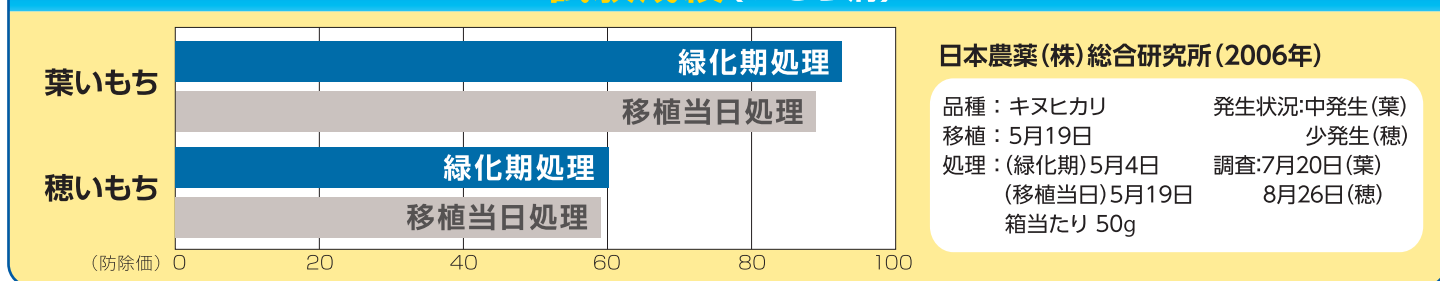 葉いもち
緑化期処理
移植当日処理
穂いもち
緑化期処理
移植当日処理
(防除価) 0 20 40 60 80 100
日本農薬(株)総合研究所(2006年)
品種：キヌヒカリ
移植：5月19日
処理：(緑化期)5月4日
(移植当日)5月19日
箱当たり 50g
発生状況:中発生(葉)
少発生(穂)
調査:7月20日(葉)
8月26日(穂)